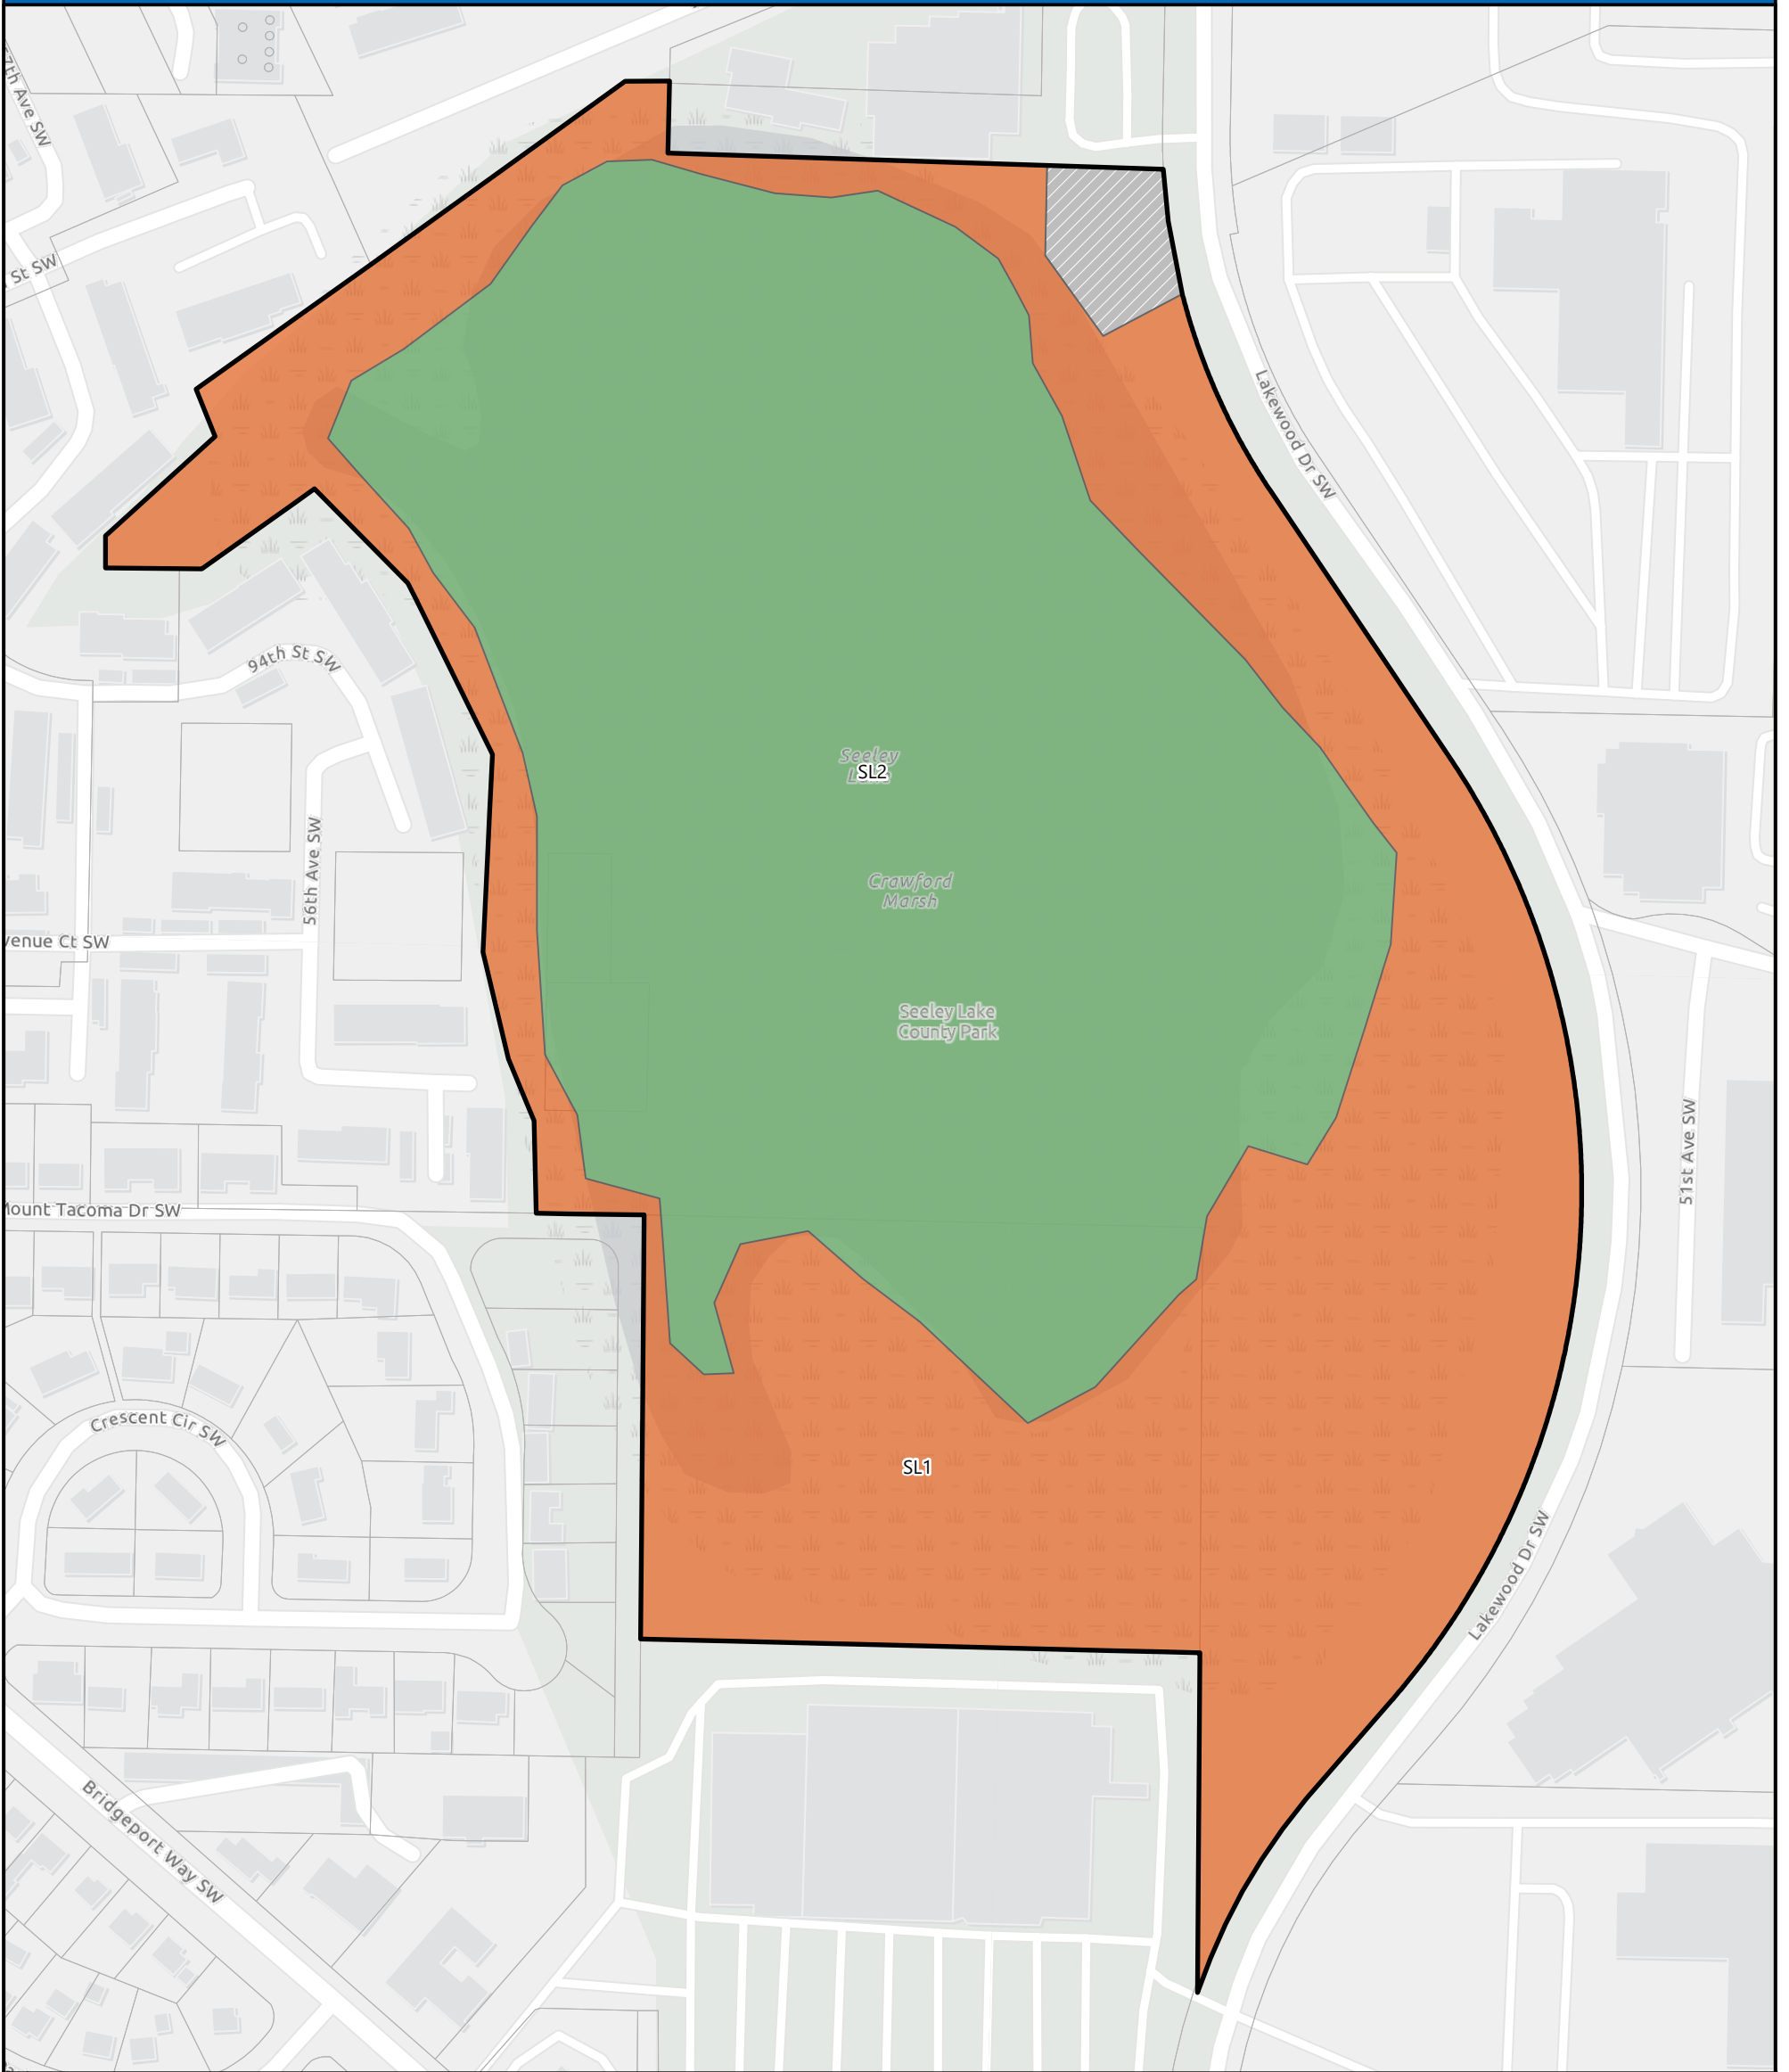 7th Ave SW
St SW
Lakewood Dr SW
94th St SW
Seeley
SL2
56th Ave SW
Crawford
Marsh
venue Ct SW
Seeley Lake
County Park
51st Ave SW
Mount Tacoma Dr SW
Crescent Cir SW
SL1
Lakewood Dr SW
Bridgeport Way SW